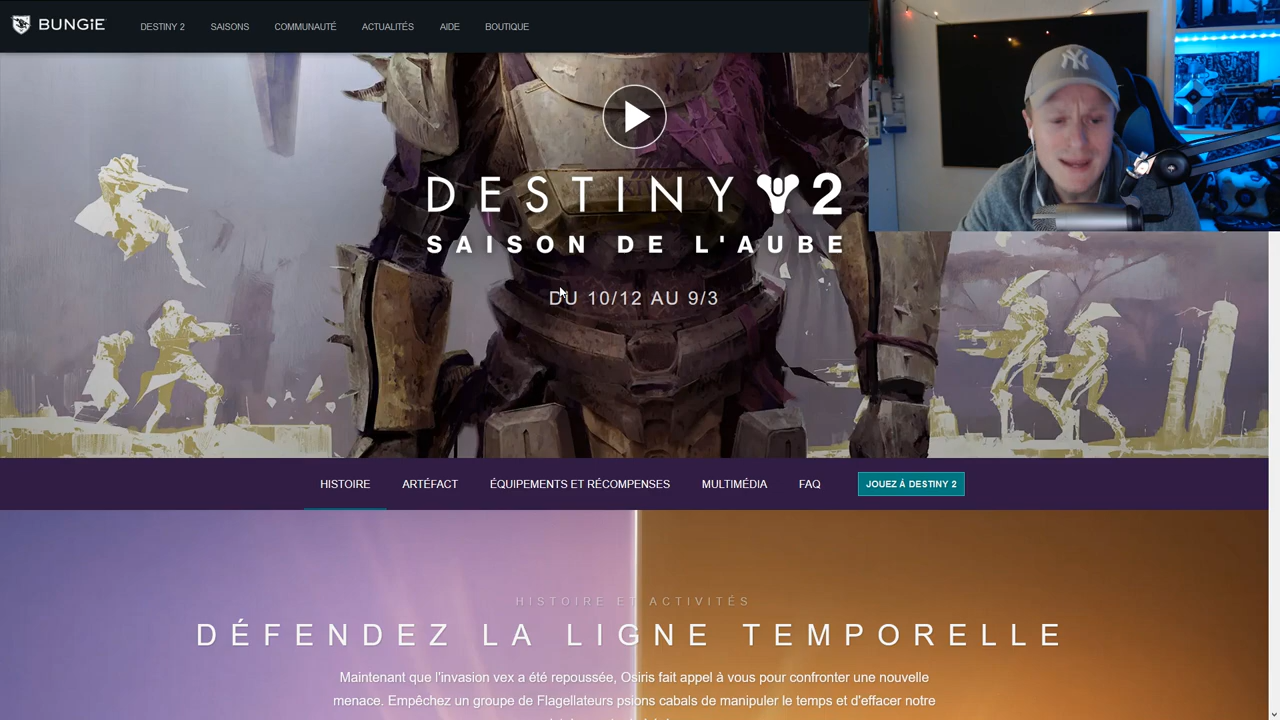 BUNGiE
DESTINY 2 SAISONS COMMUNAUTÉ ACTUALITÉS AIDE BOUTIQUE
DESTINY 2
SAISON DE L'AUBE
DU 10/12 AU 9/3
HISTOIRE ARTÉFACT ÉQUIPEMENTS ET RÉCOMPENSES MULTIMÉDIA FAQ JOUEZ Á DESTINY 2
HISTOIRE ET ACTIVITÉS
DÉFENDEZ LA LIGNE TEMPORELLE
Maintenant que l'invasion vex a été repoussée, Osiris fait appel à vous pour confronter une nouvelle
menace. Empêchez un groupe de Flagellateurs psions cabals de manipuler le temps et d'effacer notre